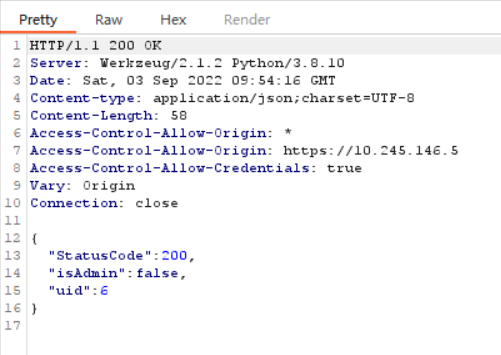 Pretty Raw Hex Render
1 HTTP/1.1 200 OK
2 Server: Werkzeug/2.1.2 Python/3.8.10
3 Date: Sat, 03 Sep 2022 09:54:16 GMT
4 Content-type: application/json;charset=UTF-8
5 Content-Length: 58
6 Access-Control-Allow-Origin: *
7 Access-Control-Allow-Origin: https://10.245.146.5
8 Access-Control-Allow-Credentials: true
9 Vary: Origin
10 Connection: close
11
12 {
13 "StatusCode":200,
14 "isAdmin":false,
15 "uid":6
16 }
17